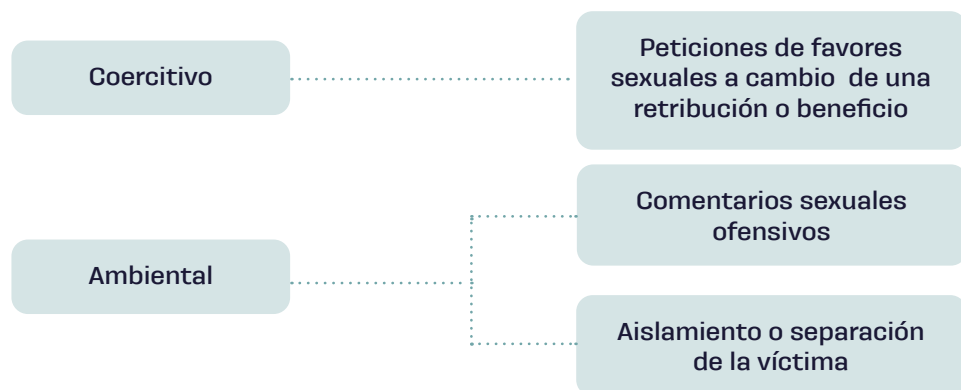 Coercitivo
Peticiones de favores
sexuales a cambio de una
retribución o beneficio
Ambiental
Comentarios sexuales
ofensivos
Aislamiento o separación
de la víctima